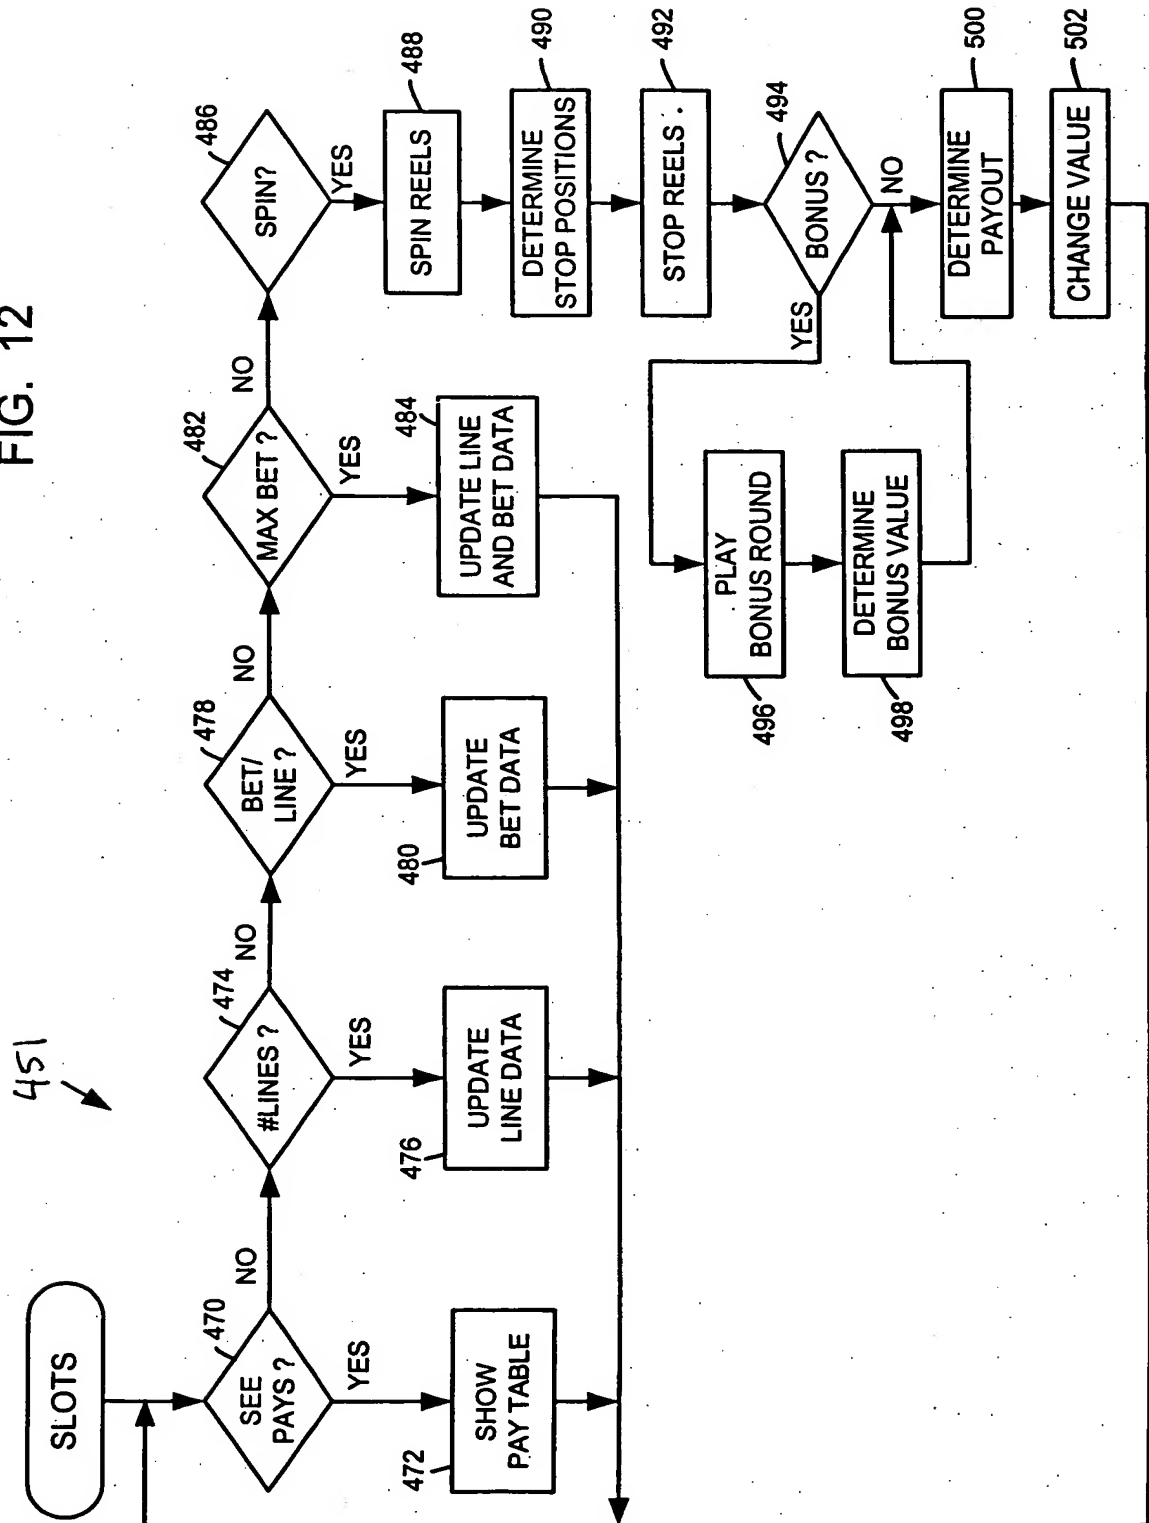 FIG. 12
451
SLOTS
470
SEE
PAYS ?
NO
YES
472
SHOW
PAY TABLE
474
#LINES ?
NO
YES
476
UPDATE
LINE DATA
478
BET/
LINE ?
NO
YES
480
UPDATE
BET DATA
482
MAX BET ?
NO
YES
484
UPDATE LINE
AND BET DATA
486
SPIN?
YES
488
SPIN REELS
490
DETERMINE
STOP POSITIONS
492
STOP REELS
494
BONUS ?
YES
NO
496
PLAY
BONUS ROUND
498
DETERMINE
BONUS VALUE
500
DETERMINE
PAYOUT
502
CHANGE VALUE